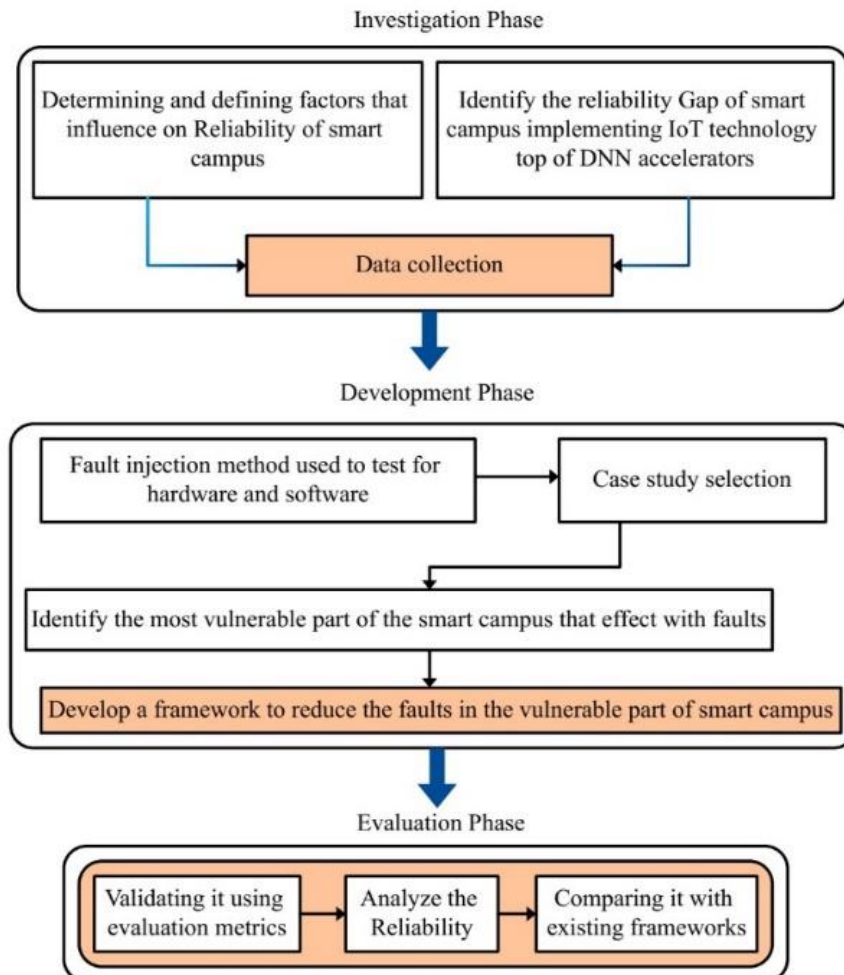 Investigation Phase
Determining and defining factors that
influence on Reliability of smart
campus
Identify the reliability Gap of smart
campus implementing IoT technology
top of DNN accelerators
Data collection
Development Phase
Fault injection method used to test for
hardware and software
Case study selection
Identify the most vulnerable part of the smart campus that effect with faults
Develop a framework to reduce the faults in the vulnerable part of smart campus
Evaluation Phase
Validating it using
evaluation metrics
Analyze the
Reliability
Comparing it with
existing frameworks